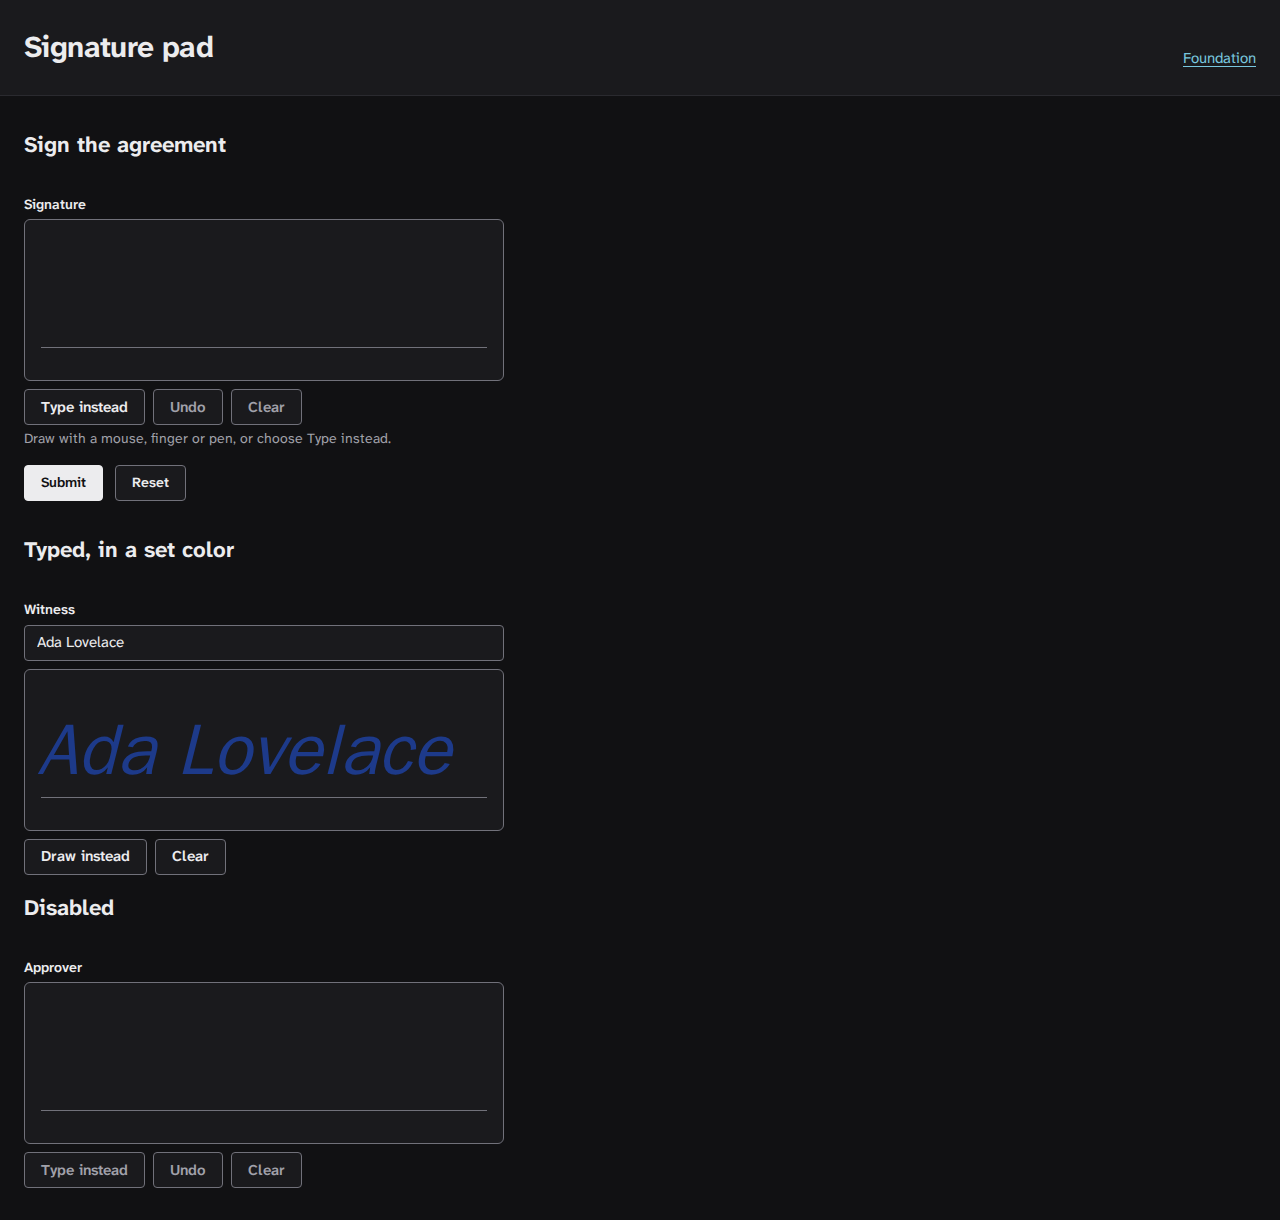 Signature pad
Foundation
Sign the agreement
Signature
Type instead
Undo
Clear
Draw with a mouse, finger or pen, or choose Type instead.
Submit
Reset
Typed, in a set color
Witness
Ada Lovelace
Ada Lovelace
Draw instead
Clear
Disabled
Approver
Type instead
Undo
Clear